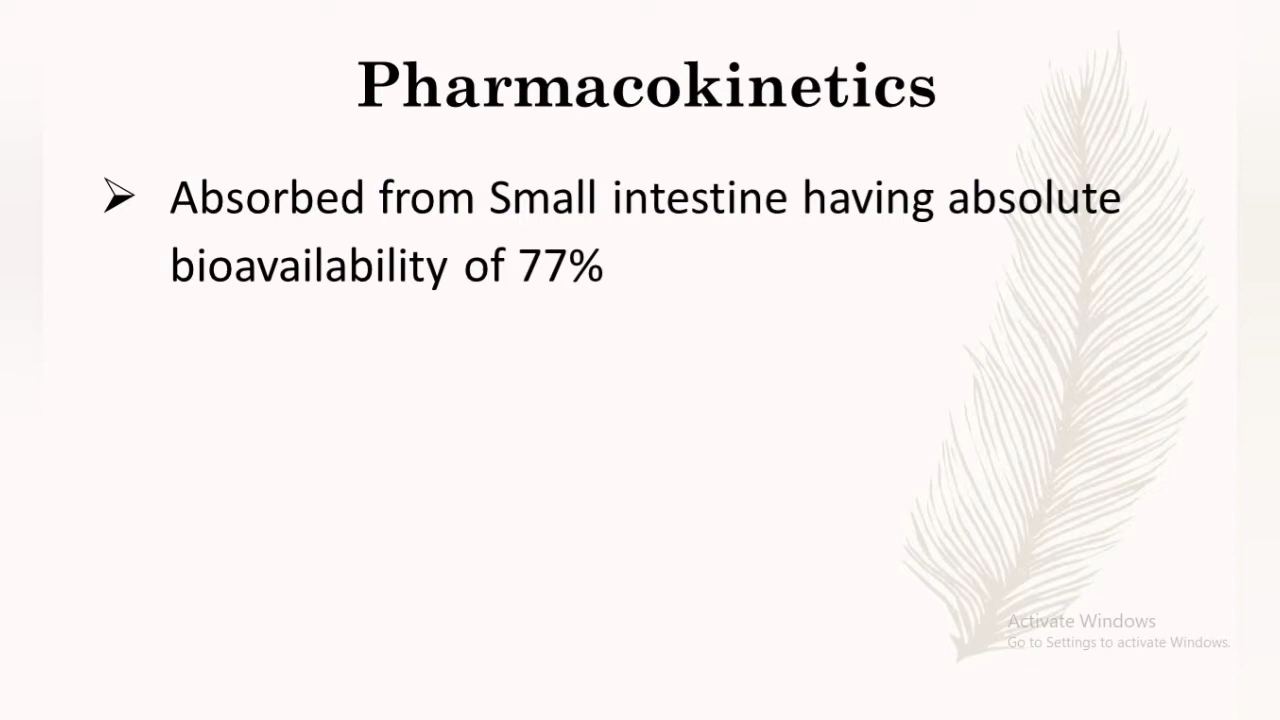 Pharmacokinetics
➢ Absorbed from Small intestine having absolute
bioavailability of 77%
Activate Windows
Go to Settings to activate Windows.